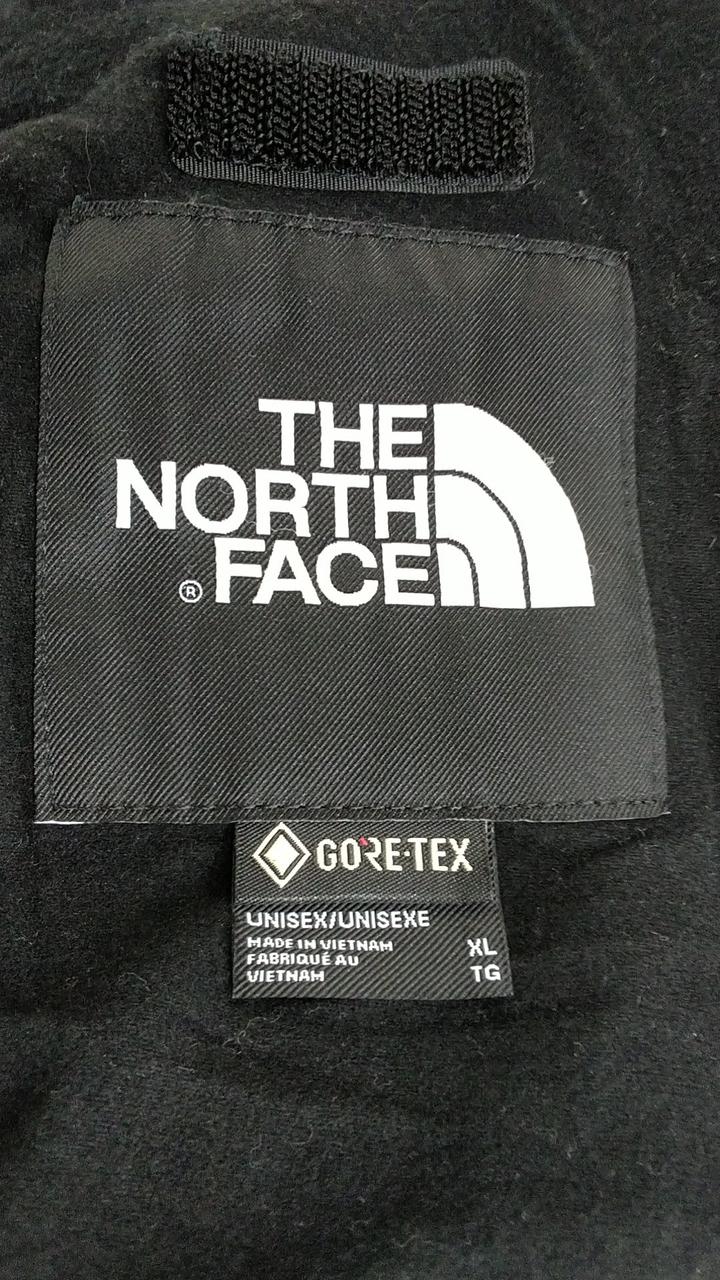 THE
NORTH
® FACE
GORE-TEX
UNISEX/UNISEXE
MADE IN VIETNAM XL
FABRIQUÉ AU
VIETNAM TG